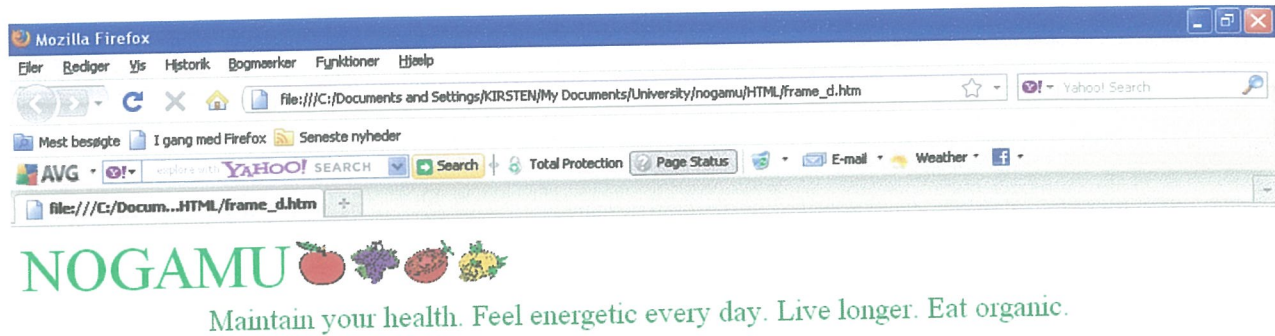 Mozilla Firefox
Filer Rediger Vis Historik Bogmærker Funktioner Hjælp
file:///C:/Documents and Settings/KIRSTEN/My Documents/University/nogamu/HTML/frame_d.htm Y! Yahoo! Search
Mest besøgte I gang med Firefox Seneste nyheder
AVG Y! explore with YAHOO! SEARCH Search Total Protection Page Status E-mail Weather
file:///C:/Docum...HTML/frame_d.htm
NOGAMU
Maintain your health. Feel energetic every day. Live longer. Eat organic.